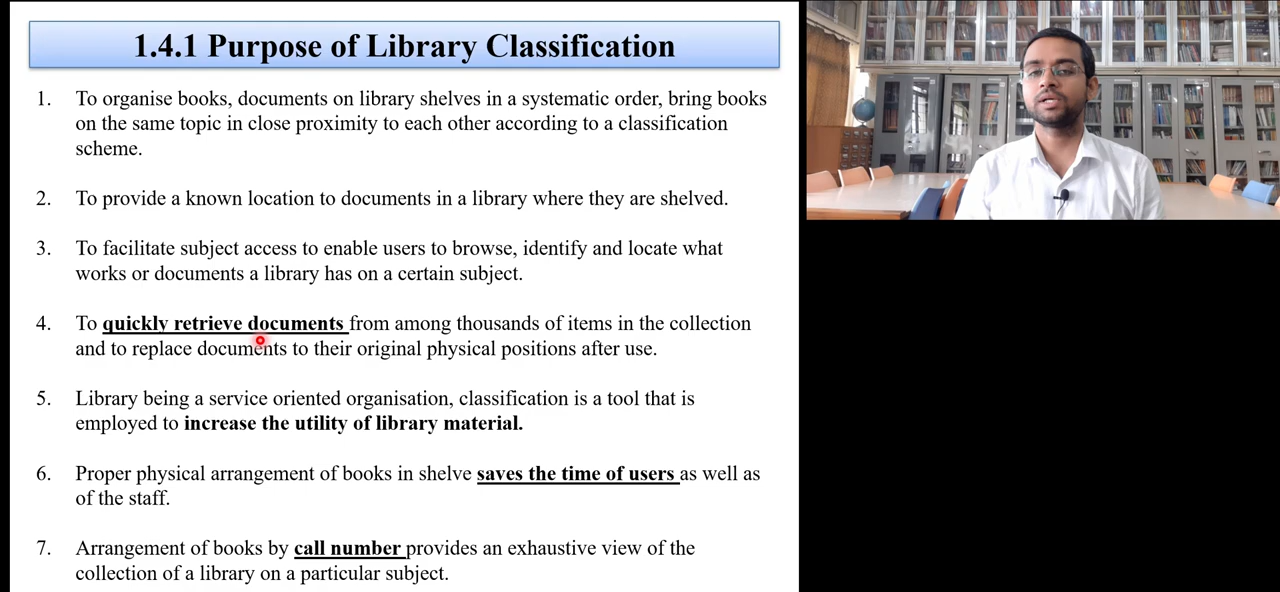 1.4.1 Purpose of Library Classification
1. To organise books, documents on library shelves in a systematic order, bring books
on the same topic in close proximity to each other according to a classification
scheme.
2. To provide a known location to documents in a library where they are shelved.
3. To facilitate subject access to enable users to browse, identify and locate what
works or documents a library has on a certain subject.
4. To quickly retrieve documents from among thousands of items in the collection
and to replace documents to their original physical positions after use.
5. Library being a service oriented organisation, classification is a tool that is
employed to increase the utility of library material.
6. Proper physical arrangement of books in shelve saves the time of users as well as
of the staff.
7. Arrangement of books by call number provides an exhaustive view of the
collection of a library on a particular subject.